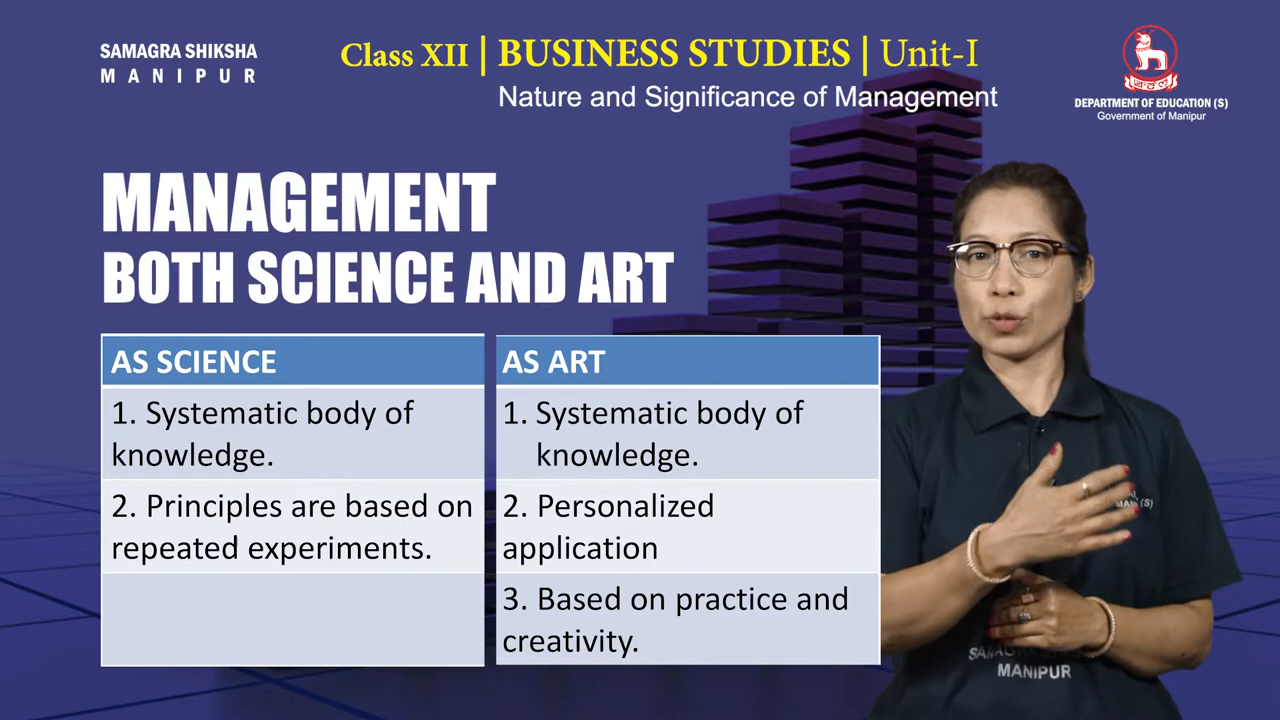 SAMAGRA SHIKSHA
MANIPUR
Class XII | BUSINESS STUDIES | Unit-I
Nature and Significance of Management
DEPARTMENT OF EDUCATION (S)
Government of Manipur
MANAGEMENT
BOTH SCIENCE AND ART
AS SCIENCE
1. Systematic body of
knowledge.
2. Principles are based on
repeated experiments.
AS ART
1. Systematic body of
knowledge.
2. Personalized
application
3. Based on practice and
creativity.
MANIPUR